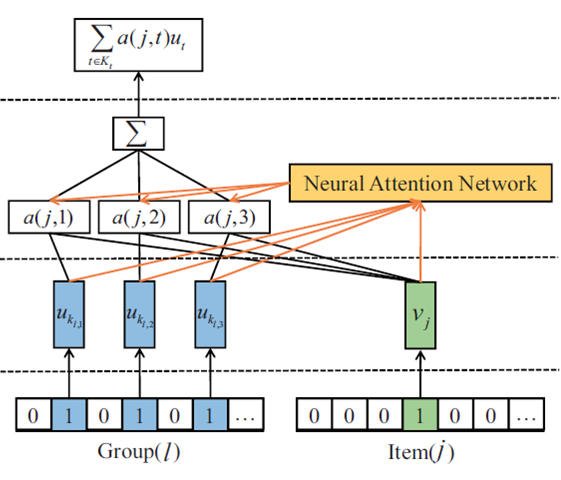 ∑ a(j,t)u_t
t∈K_t
∑
Neural Attention Network
a(j,1) a(j,2) a(j,3)
u_{k_{l,1}} u_{k_{l,2}} u_{k_{l,3}} v_j
0 1 0 1 0 1 ... 0 0 0 1 0 0 ...
Group(l) Item(j)